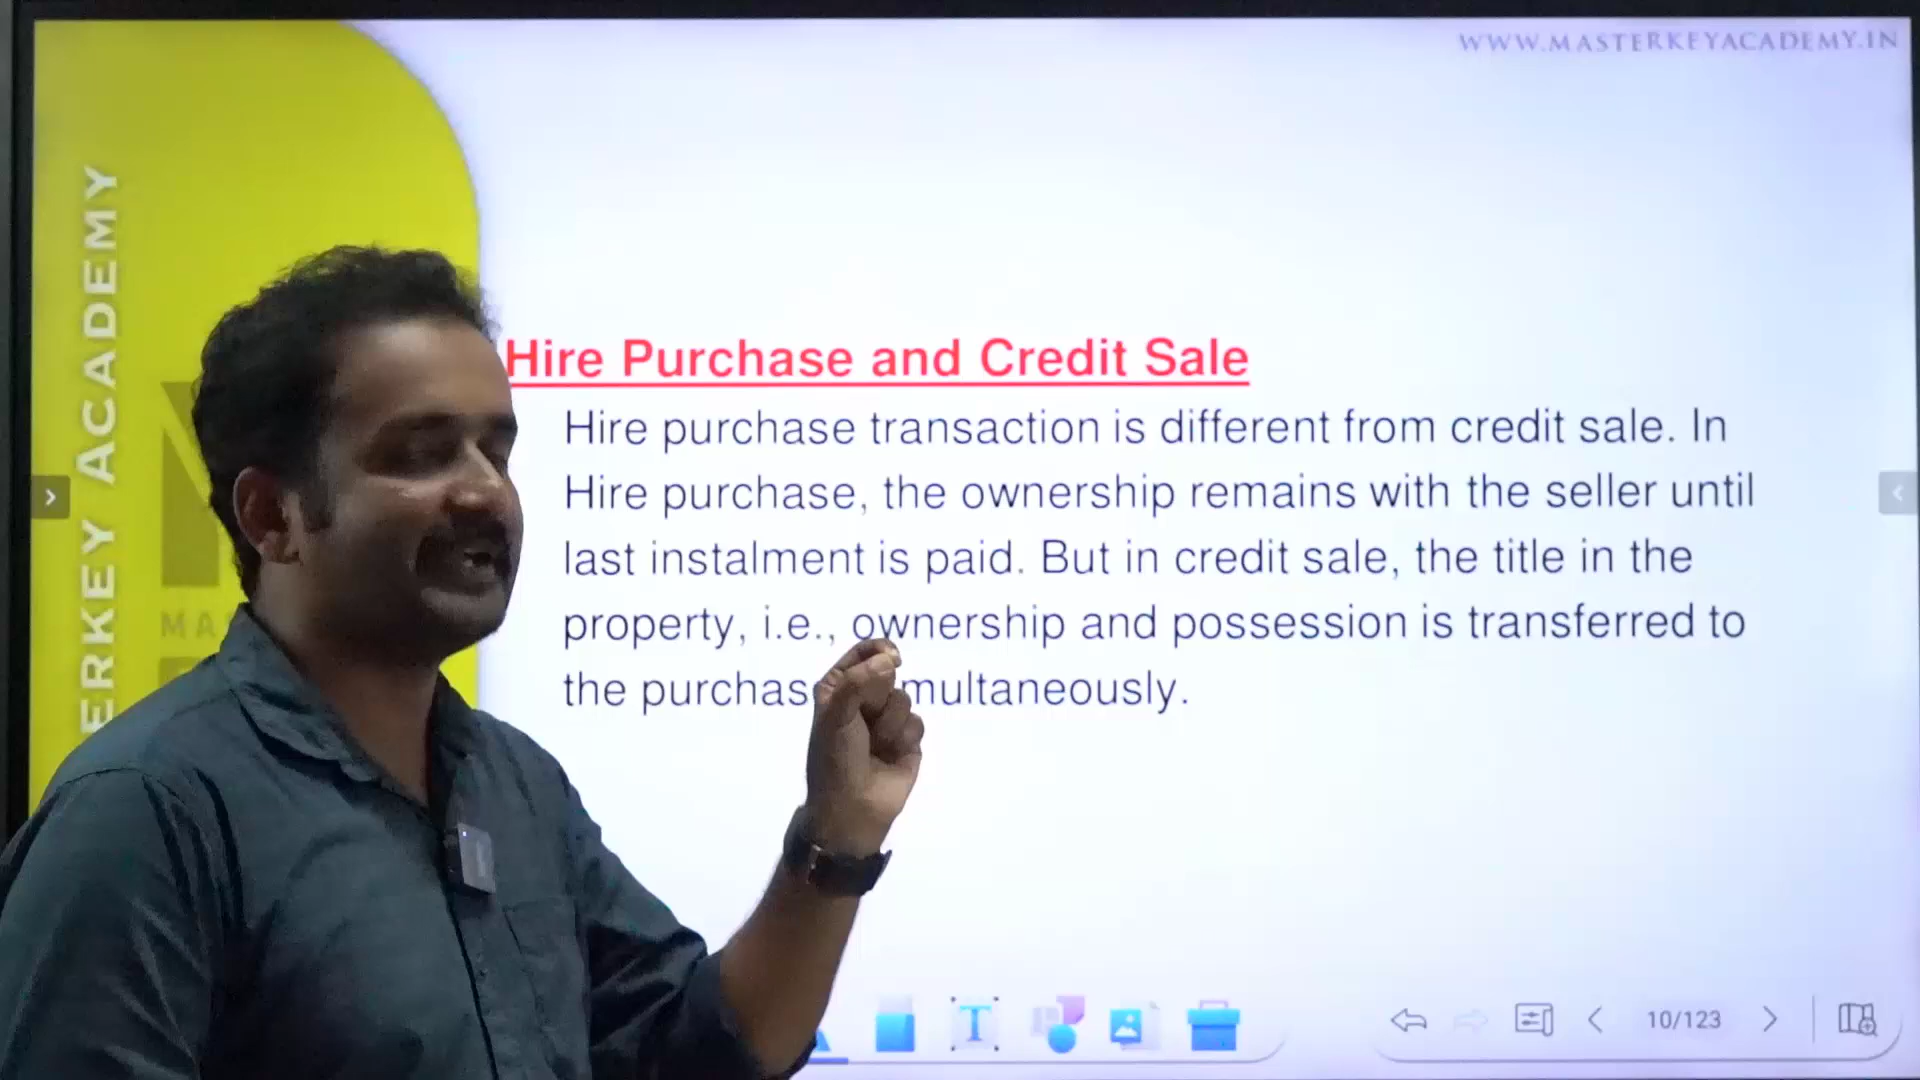 WWW.MASTERKEYACADEMY.IN
ERKEY ACADEMY
MA
Hire Purchase and Credit Sale
Hire purchase transaction is different from credit sale. In
Hire purchase, the ownership remains with the seller until
last instalment is paid. But in credit sale, the title in the
property, i.e., ownership and possession is transferred to
the multaneously.
10/123